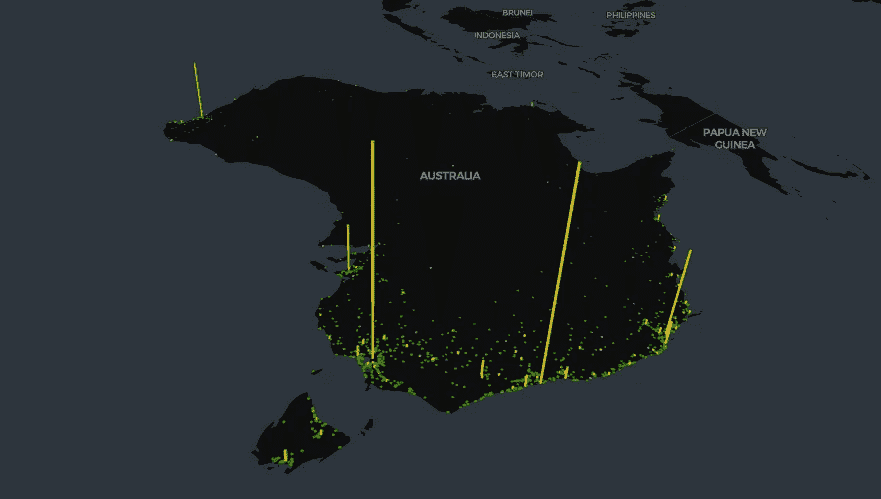 BRUNEI
PHILIPPINES
INDONESIA
EAST TIMOR
PAPUA NEW
GUINEA
AUSTRALIA